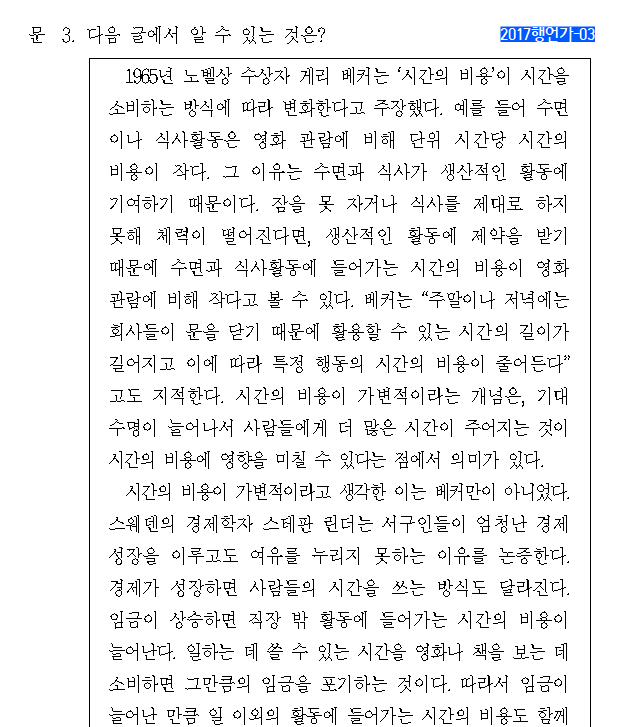 문 3. 다음 글에서 알 수 있는 것은?
2017행언가-03
1965년 노벨상 수상자 게리 베커는 ‘시간의 비용’이 시간을
소비하는 방식에 따라 변화한다고 주장했다. 예를 들어 수면
이나 식사활동은 영화 관람에 비해 단위 시간당 시간의
비용이 작다. 그 이유는 수면과 식사가 생산적인 활동에
기여하기 때문이다. 잠을 못 자거나 식사를 제대로 하지
못해 체력이 떨어진다면, 생산적인 활동에 제약을 받기
때문에 수면과 식사활동에 들어가는 시간의 비용이 영화
관람에 비해 작다고 볼 수 있다. 베커는 “주말이나 저녁에는
회사들이 문을 닫기 때문에 활용할 수 있는 시간의 길이가
길어지고 이에 따라 특정 행동의 시간의 비용이 줄어든다”
고도 지적한다. 시간의 비용이 가변적이라는 개념은, 기대
수명이 늘어나서 사람들에게 더 많은 시간이 주어지는 것이
시간의 비용에 영향을 미칠 수 있다는 점에서 의미가 있다.
시간의 비용이 가변적이라고 생각한 이는 베커만이 아니었다.
스웨덴의 경제학자 스테판 린더는 서구인들이 엄청난 경제
성장을 이루고도 여유를 누리지 못하는 이유를 논증한다.
경제가 성장하면 사람들의 시간을 쓰는 방식도 달라진다.
임금이 상승하면 직장 밖 활동에 들어가는 시간의 비용이
늘어난다. 일하는 데 쓸 수 있는 시간을 영화나 책을 보는 데
소비하면 그만큼의 임금을 포기하는 것이다. 따라서 임금이
늘어난 만큼 일 이외의 활동에 들어가는 시간의 비용도 함께